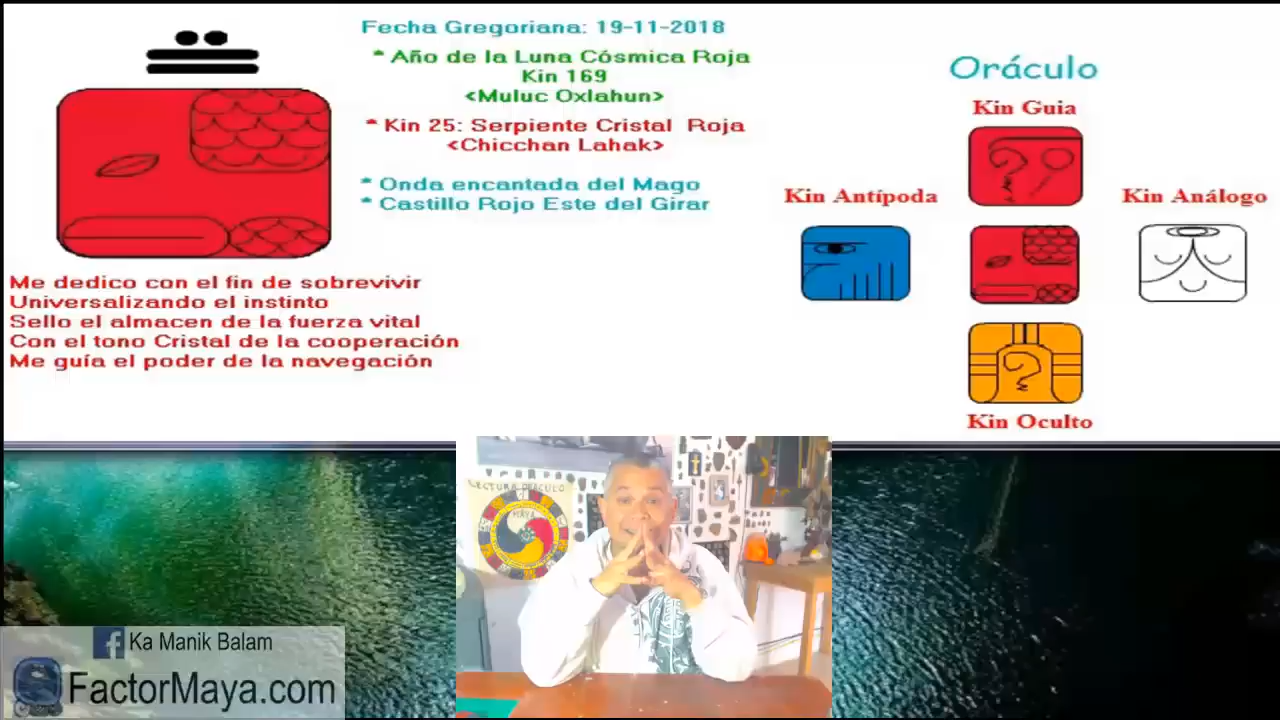 Fecha Gregoriana: 19-11-2018
* Año de la Luna Cósmica Roja
Kin 169
<Muluc Oxlahun>
* Kin 25: Serpiente Cristal Roja
<Chicchan Lahak>
* Onda encantada del Mago
* Castillo Rojo Este del Girar
Me dedico con el fin de sobrevivir
Universalizando el instinto
Sello el almacen de la fuerza vital
Con el tono Cristal de la cooperación
Me guía el poder de la navegación
Oráculo
Kin Guia
Kin Antípoda
Kin Análogo
Kin Oculto
LECTURA ORACULO
MAYA
Ka Manik Balam
FactorMaya.com